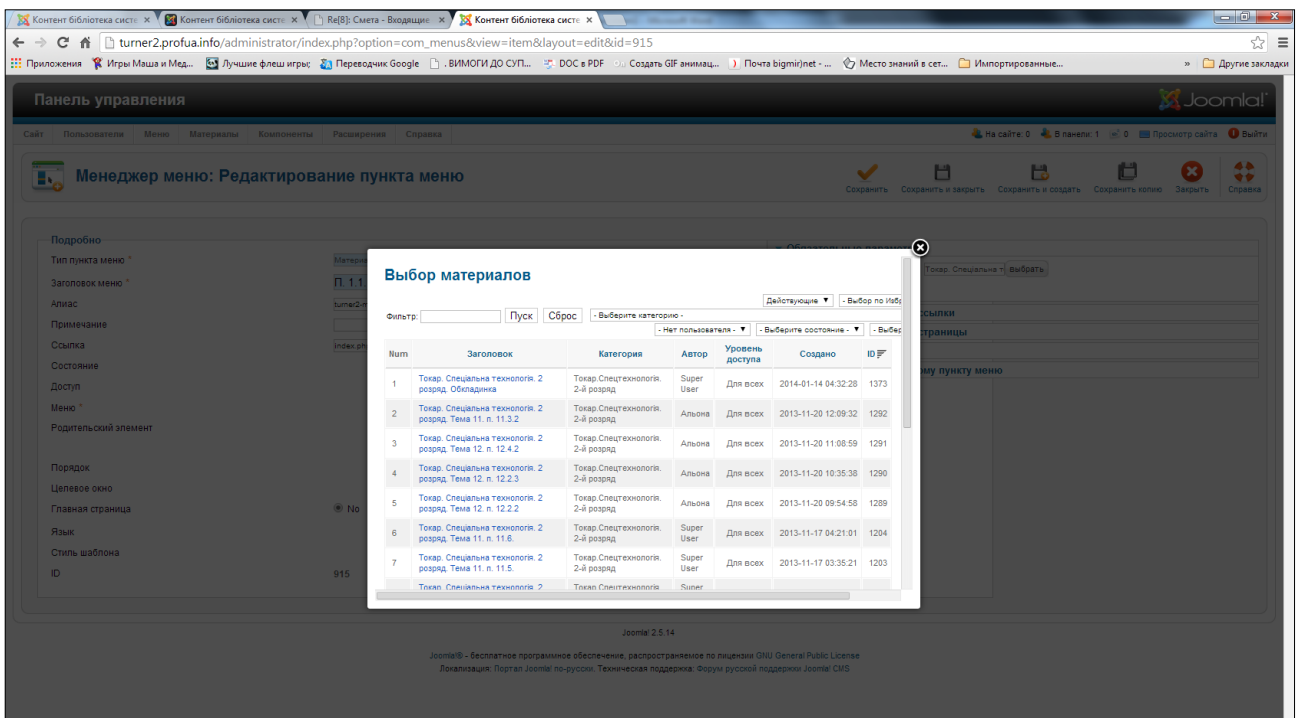 Контент бібліотека систе
Контент бібліотека систе
Re[8]: Смета - Входящие
Контент бібліотека систе
turner2.profua.info/administrator/index.php?option=com_menus&view=item&layout=edit&id=915
Приложения
Игры Маша и Мед...
Лучшие флеш игры;
Переводчик Google
. ВИМОГИ ДО СУП...
DOC в PDF
Создать GIF анимац...
Почта bigmir)net - ...
Место знаний в сет...
Импортированные...
»
Другие закладки
Панель управления
Joomla!
Сайт Пользователи Меню Материалы Компоненты Расширения Справка
На сайте: 0 В панели: 1 0 Просмотр сайта Выйти
Менеджер меню: Редактирование пункта меню
Сохранить Сохранить и закрыть Сохранить и создать Сохранить копию Закрыть Справка
Подробно
Тип пункта меню *
Заголовок меню *
П. 1.1.
Алиас
turner2-
Примечание
Ссылка
index.ph
Состояние
Доступ
Меню *
Родительский элемент
Порядок
Целевое окно
Главная страница
No
Язык
Стиль шаблона
ID
915
Токар. Спеціальна т
выбрать
ссылки
траницы
ому пункту меню
Выбор материалов
Действующие
- Выбор по Избр
Фильтр:
Пуск
Сброс
- Выберите категорию -
- Нет пользователя -
- Выберите состояние -
- Выбер
Num Заголовок Категория Автор Уровень доступа Создано ID
1 Токар. Спеціальна технологія. 2 розряд. Обкладинка Токар.Спецтехнологія. 2-й розряд Super User Для всех 2014-01-14 04:32:28 1373
2 Токар. Спеціальна технологія. 2 розряд. Тема 11. п. 11.3.2 Токар.Спецтехнологія. 2-й розряд Альона Для всех 2013-11-20 12:09:32 1292
3 Токар. Спеціальна технологія. 2 розряд. Тема 12. п. 12.4.2 Токар.Спецтехнологія. 2-й розряд Альона Для всех 2013-11-20 11:08:59 1291
4 Токар. Спеціальна технологія. 2 розряд. Тема 12. п. 12.2.3 Токар.Спецтехнологія. 2-й розряд Альона Для всех 2013-11-20 10:35:38 1290
5 Токар. Спеціальна технологія. 2 розряд. Тема 12. п. 12.2.2 Токар.Спецтехнологія. 2-й розряд Альона Для всех 2013-11-20 09:54:58 1289
6 Токар. Спеціальна технологія. 2 розряд. Тема 11. п. 11.6. Токар.Спецтехнологія. 2-й розряд Super User Для всех 2013-11-17 04:21:01 1204
7 Токар. Спеціальна технологія. 2 розряд. Тема 11. п. 11.5. Токар.Спецтехнологія. 2-й розряд Super User Для всех 2013-11-17 03:35:21 1203
Токар. Спеціальна технологія. 2 Токар.Спецтехнологія. Super
Joomla! 2.5.14
Joomla!® - бесплатное программное обеспечение, распространяемое по лицензии GNU General Public License
Локализация: Портал Joomla! по-русски. Техническая поддержка: Форум русской поддержки Joomla! CMS